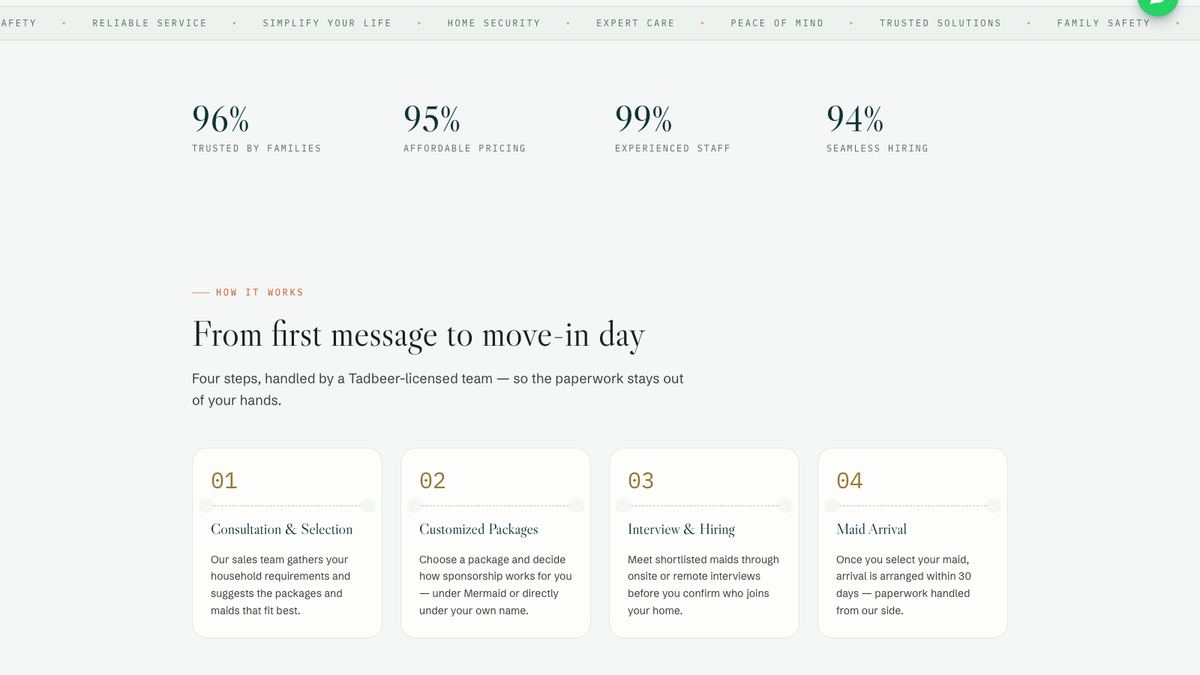 AFETY • RELIABLE SERVICE • SIMPLIFY YOUR LIFE • HOME SECURITY • EXPERT CARE • PEACE OF MIND • TRUSTED SOLUTIONS • FAMILY SAFETY •
96% 95% 99% 94%
TRUSTED BY FAMILIES AFFORDABLE PRICING EXPERIENCED STAFF SEAMLESS HIRING
HOW IT WORKS
From first message to move-in day
Four steps, handled by a Tadbeer-licensed team — so the paperwork stays out
of your hands.
01
Consultation & Selection
Our sales team gathers your
household requirements and
suggests the packages and
maids that fit best.
02
Customized Packages
Choose a package and decide
how sponsorship works for you
— under Mermaid or directly
under your own name.
03
Interview & Hiring
Meet shortlisted maids through
onsite or remote interviews
before you confirm who joins
your home.
04
Maid Arrival
Once you select your maid,
arrival is arranged within 30
days — paperwork handled
from our side.